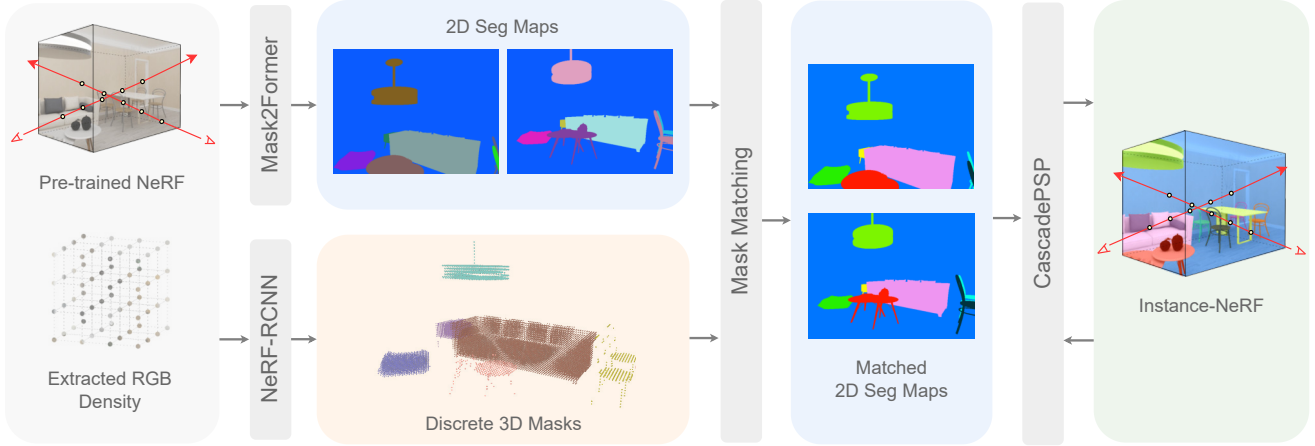 Pre-trained NeRF
Extracted RGB
Density
Mask2Former
NeRF-RCNN
2D Seg Maps
Discrete 3D Masks
Mask Matching
Matched
2D Seg Maps
CascadePSP
Instance-NeRF